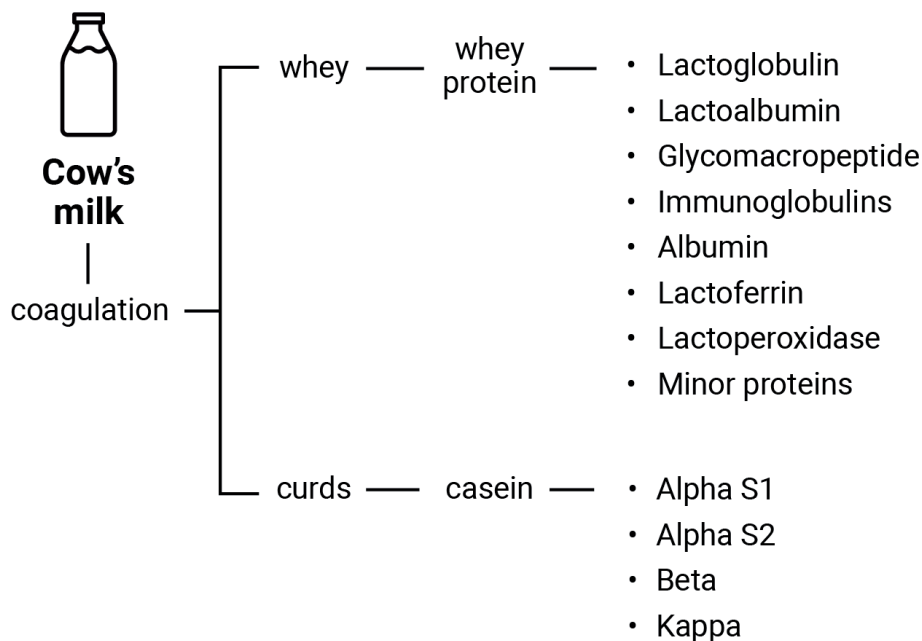 Cow's
milk
coagulation
whey
whey
protein
• Lactoglobulin
• Lactoalbumin
• Glycomacropeptide
• Immunoglobulins
• Albumin
• Lactoferrin
• Lactoperoxidase
• Minor proteins
curds
casein
• Alpha S1
• Alpha S2
• Beta
• Kappa